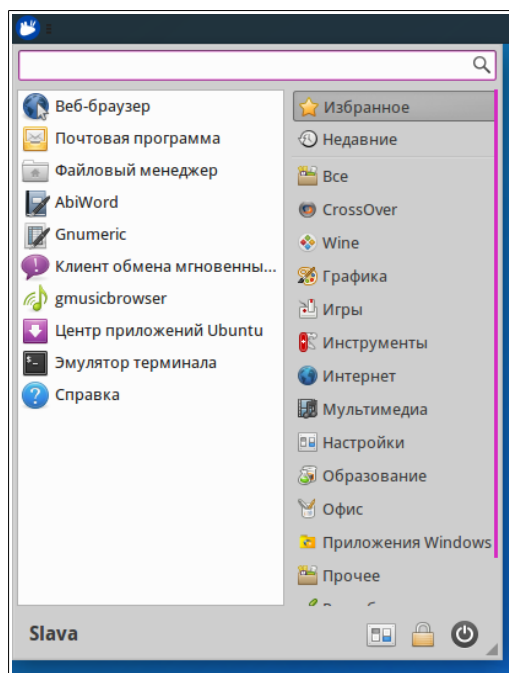 Веб-браузер
Почтовая программа
Файловый менеджер
AbiWord
Gnumeric
Клиент обмена мгновенны...
gmusicbrowser
Центр приложений Ubuntu
Эмулятор терминала
Справка
Избранное
Недавние
Все
CrossOver
Wine
Графика
Игры
Инструменты
Интернет
Мультимедиа
Настройки
Образование
Офис
Приложения Windows
Прочее
Slava